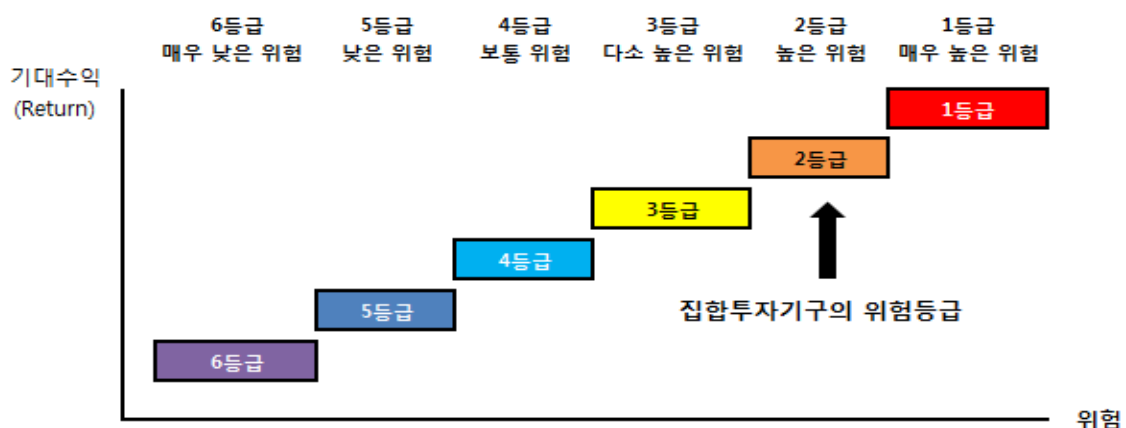 6등급 5등급 4등급 3등급 2등급 1등급
매우 낮은 위험 낮은 위험 보통 위험 다소 높은 위험 높은 위험 매우 높은 위험
기대수익
(Return)
1등급
2등급
3등급
4등급
집합투자기구의 위험등급
5등급
6등급
위험